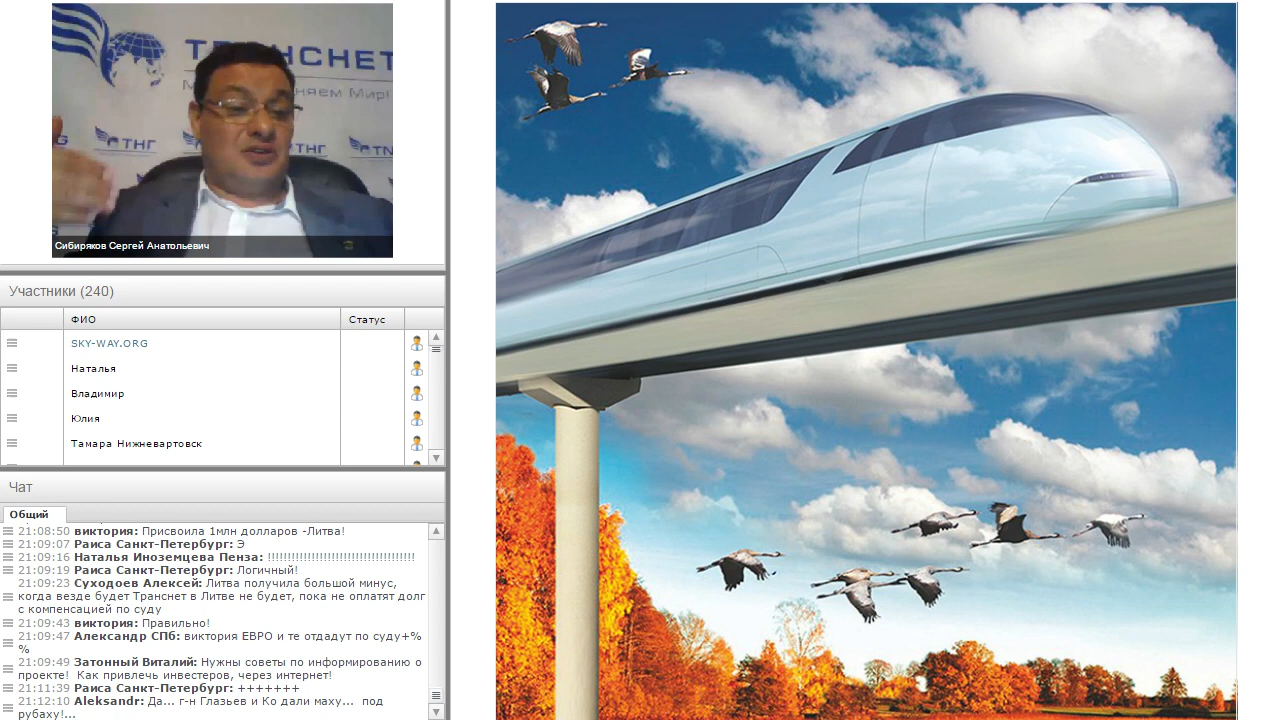 ТРАНСНЕТ
няем Мир!
ТНГ
Сибиряков Сергей Анатольевич
Участники (240)
ФИО Статус
SKY-WAY.ORG
Наталья
Владимир
Юлия
Тамара Нижневартовск
Чат
Общий
21:08:50 виктория: Присвоила 1млн долларов -Литва!
21:09:07 Раиса Санкт-Петербург: Э
21:09:16 Наталья Иноземцева Пенза: !!!!!!!!!!!!!!!!!!!!!!!!!!!!!!!!!!!!!
21:09:19 Раиса Санкт-Петербург: Логичный!
21:09:23 Суходоев Алексей: Литва получила большой минус,
когда везде будет Транснет в Литве не будет, пока не оплатят долг
с компенсацией по суду
21:09:43 виктория: Правильно!
21:09:47 Александр СПб: виктория ЕВРО и те отдадут по суду+%
%
21:09:49 Затонный Виталий: Нужны советы по информированию о
проекте! Как привлечь инвестеров, через интернет!
21:11:39 Раиса Санкт-Петербург: +++++++
21:12:10 Aleksandr: Да... г-н Глазьев и Ко дали маху... под
рубаху!...